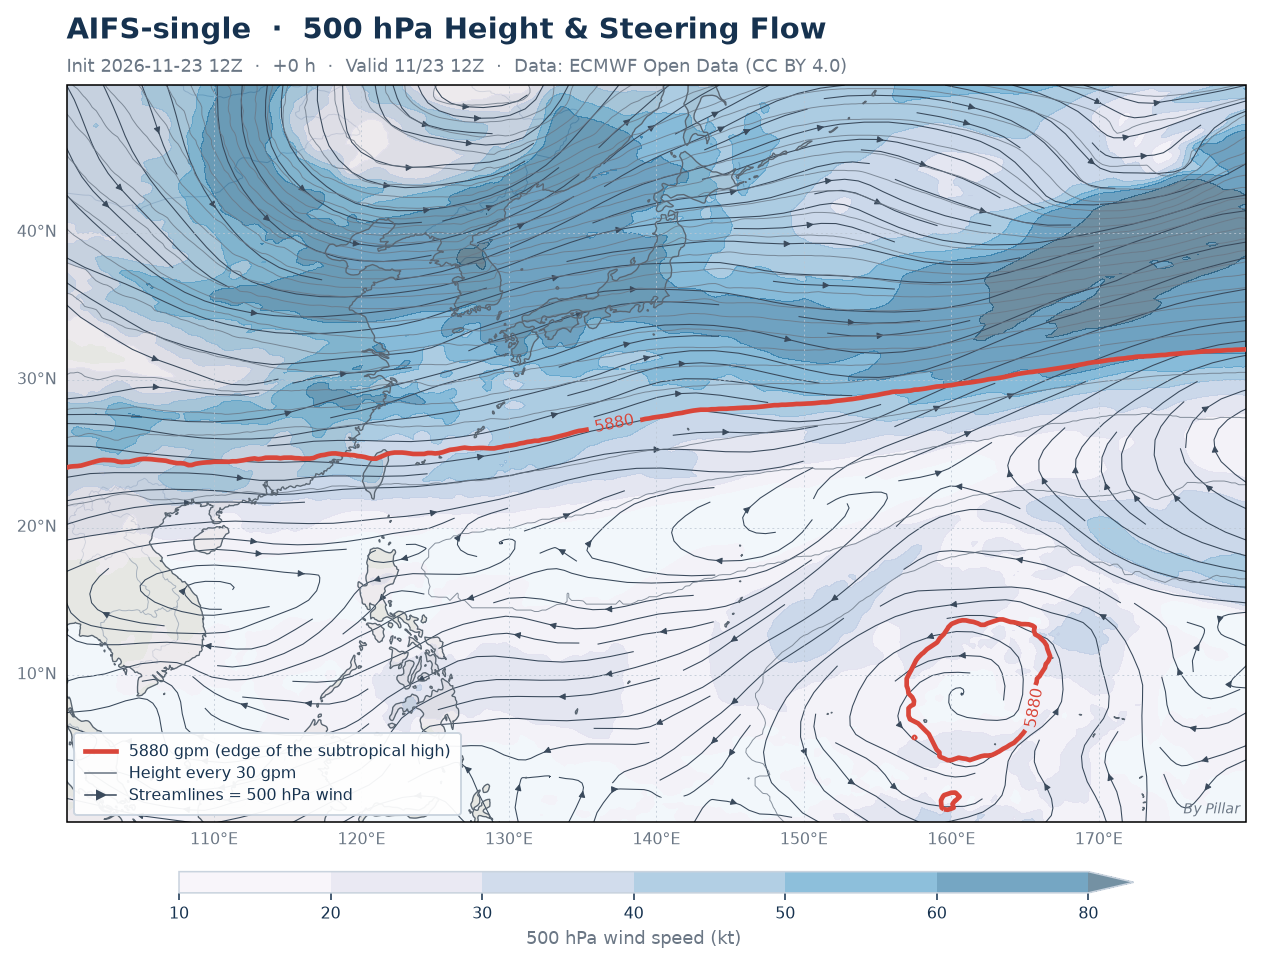 AIFS-single · 500 hPa Height & Steering Flow
Init 2026-11-23 12Z · +0 h · Valid 11/23 12Z · Data: ECMWF Open Data (CC BY 4.0)
40°N
30°N
20°N
10°N
5880
5880
5880 gpm (edge of the subtropical high)
Height every 30 gpm
Streamlines = 500 hPa wind
By Pillar
110°E 120°E 130°E 140°E 150°E 160°E 170°E
10 20 30 40 50 60 80
500 hPa wind speed (kt)